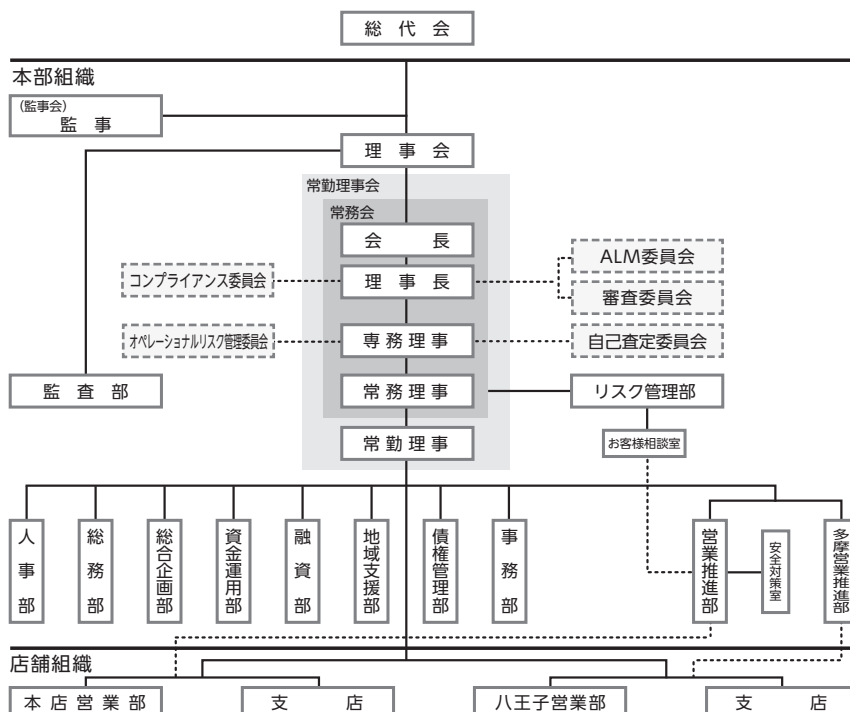 総代会
本部組織
(監事会)
監事
理事会
常勤理事会
常務会
会長
理事長
コンプライアンス委員会
ALM委員会
審査委員会
専務理事
オペレーショナルリスク管理委員会
自己査定委員会
監査部
常務理事
リスク管理部
常勤理事
お客様相談室
人事部
総務部
総合企画部
資金運用部
融資部
地域支援部
債権管理部
事務部
営業推進部
安全対策室
多摩営業推進部
店舗組織
本店営業部
支店
八王子営業部
支店